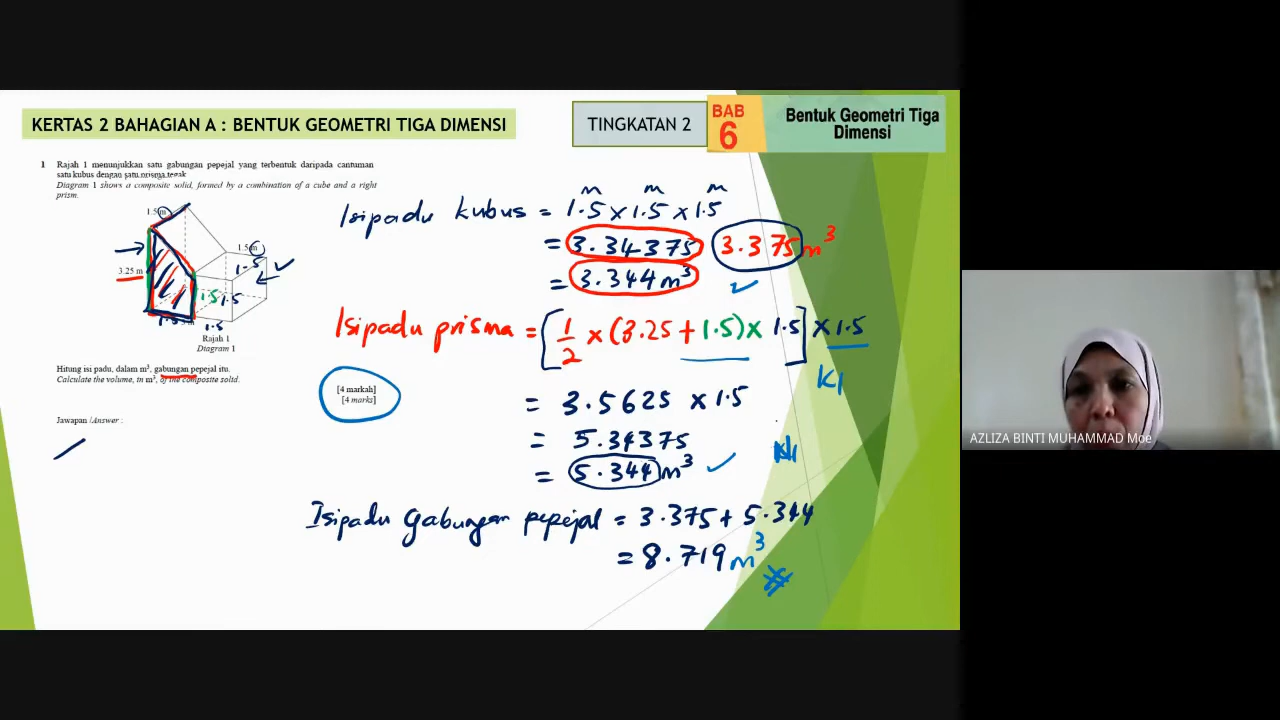 KERTAS 2 BAHAGIAN A : BENTUK GEOMETRI TIGA DIMENSI
TINGKATAN 2
BAB
6
Bentuk Geometri Tiga
Dimensi
1 Rajah 1 menunjukkan satu gabungan pepejal yang terbentuk daripada cantuman
satu kubus dengan satu prisma tegak
Diagram 1 shows a composite solid, formed by a combination of a cube and a right
prism.
1.5 m
1.5
1.5
3.25 m
1.5
1.5
1.5
Rajah 1
Diagram 1
Hitung isi padu, dalam m³, gabungan pepejal itu.
Calculate the volume, in m³, of the composite solid.
[4 markah]
[4 marks]
Jawapan /Answer :
m m m
Isipadu kubus = 1.5 × 1.5 × 1.5
= 3.34375 3.375 m³
= 3.344 m³
Isipadu prisma = [ 1/2 × (3.25 + 1.5) × 1.5 ] × 1.5
K1
= 3.5625 × 1.5
= 5.34375
= 5.344 m³
Isipadu Gabungan pepejal = 3.375 + 5.344
= 8.719 m³
AZLIZA BINTI MUHAMMAD Moe